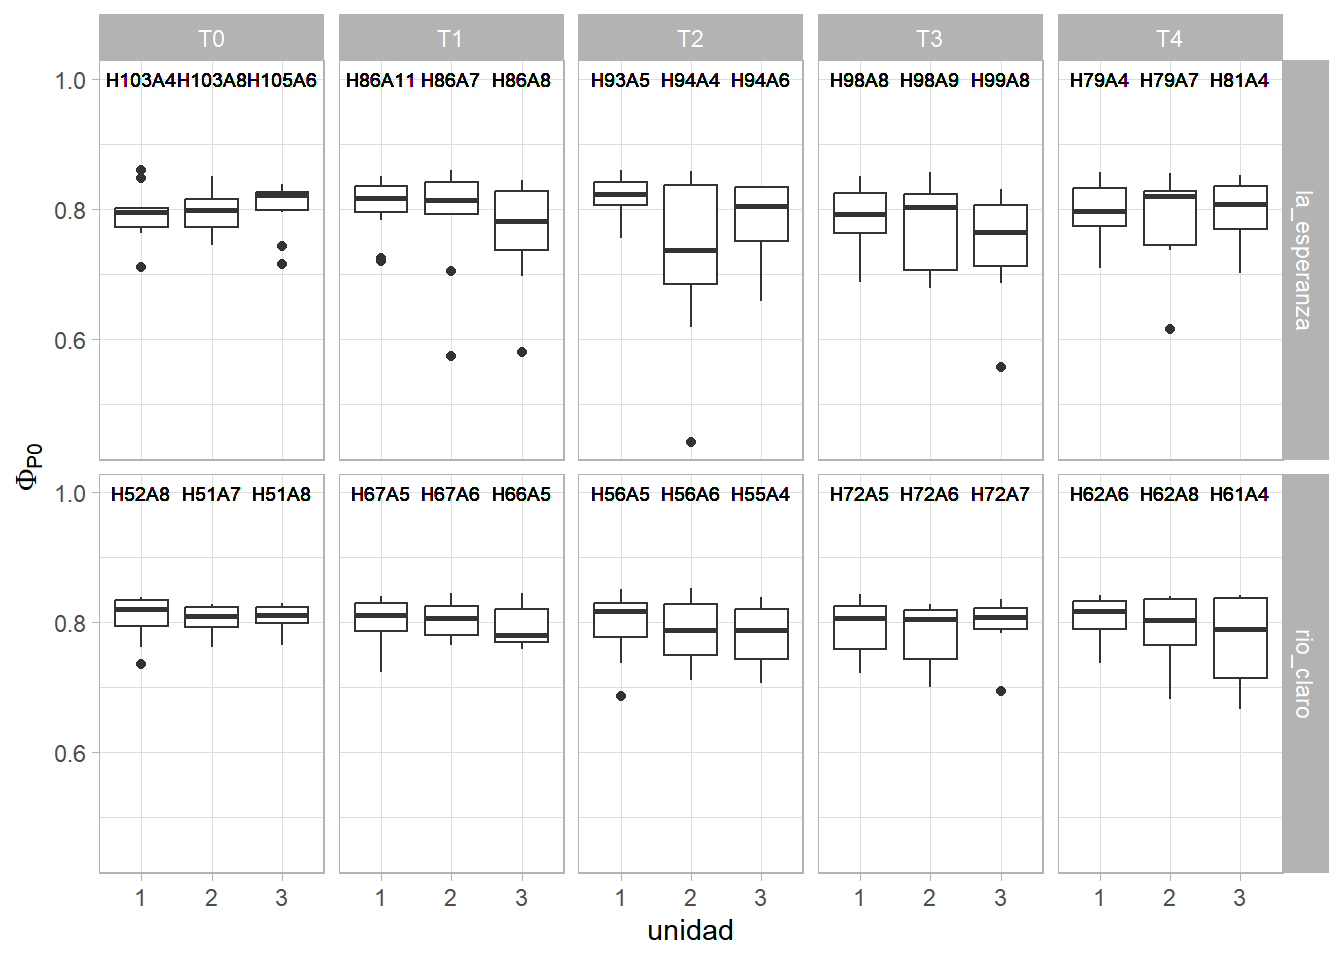 T0 T1 T2 T3 T4
1.0 H103A4 H103A8 H105A6 H86A11 H86A7 H86A8 H93A5 H94A4 H94A6 H98A8 H98A9 H99A8 H79A4 H79A7 H81A4
0.8
0.6
la_esperanza
ΦP0
1.0 H52A8 H51A7 H51A8 H67A5 H67A6 H66A5 H56A5 H56A6 H55A4 H72A5 H72A6 H72A7 H62A6 H62A8 H61A4
0.8
0.6
rio_claro
1 2 3 1 2 3 1 2 3 1 2 3 1 2 3
unidad